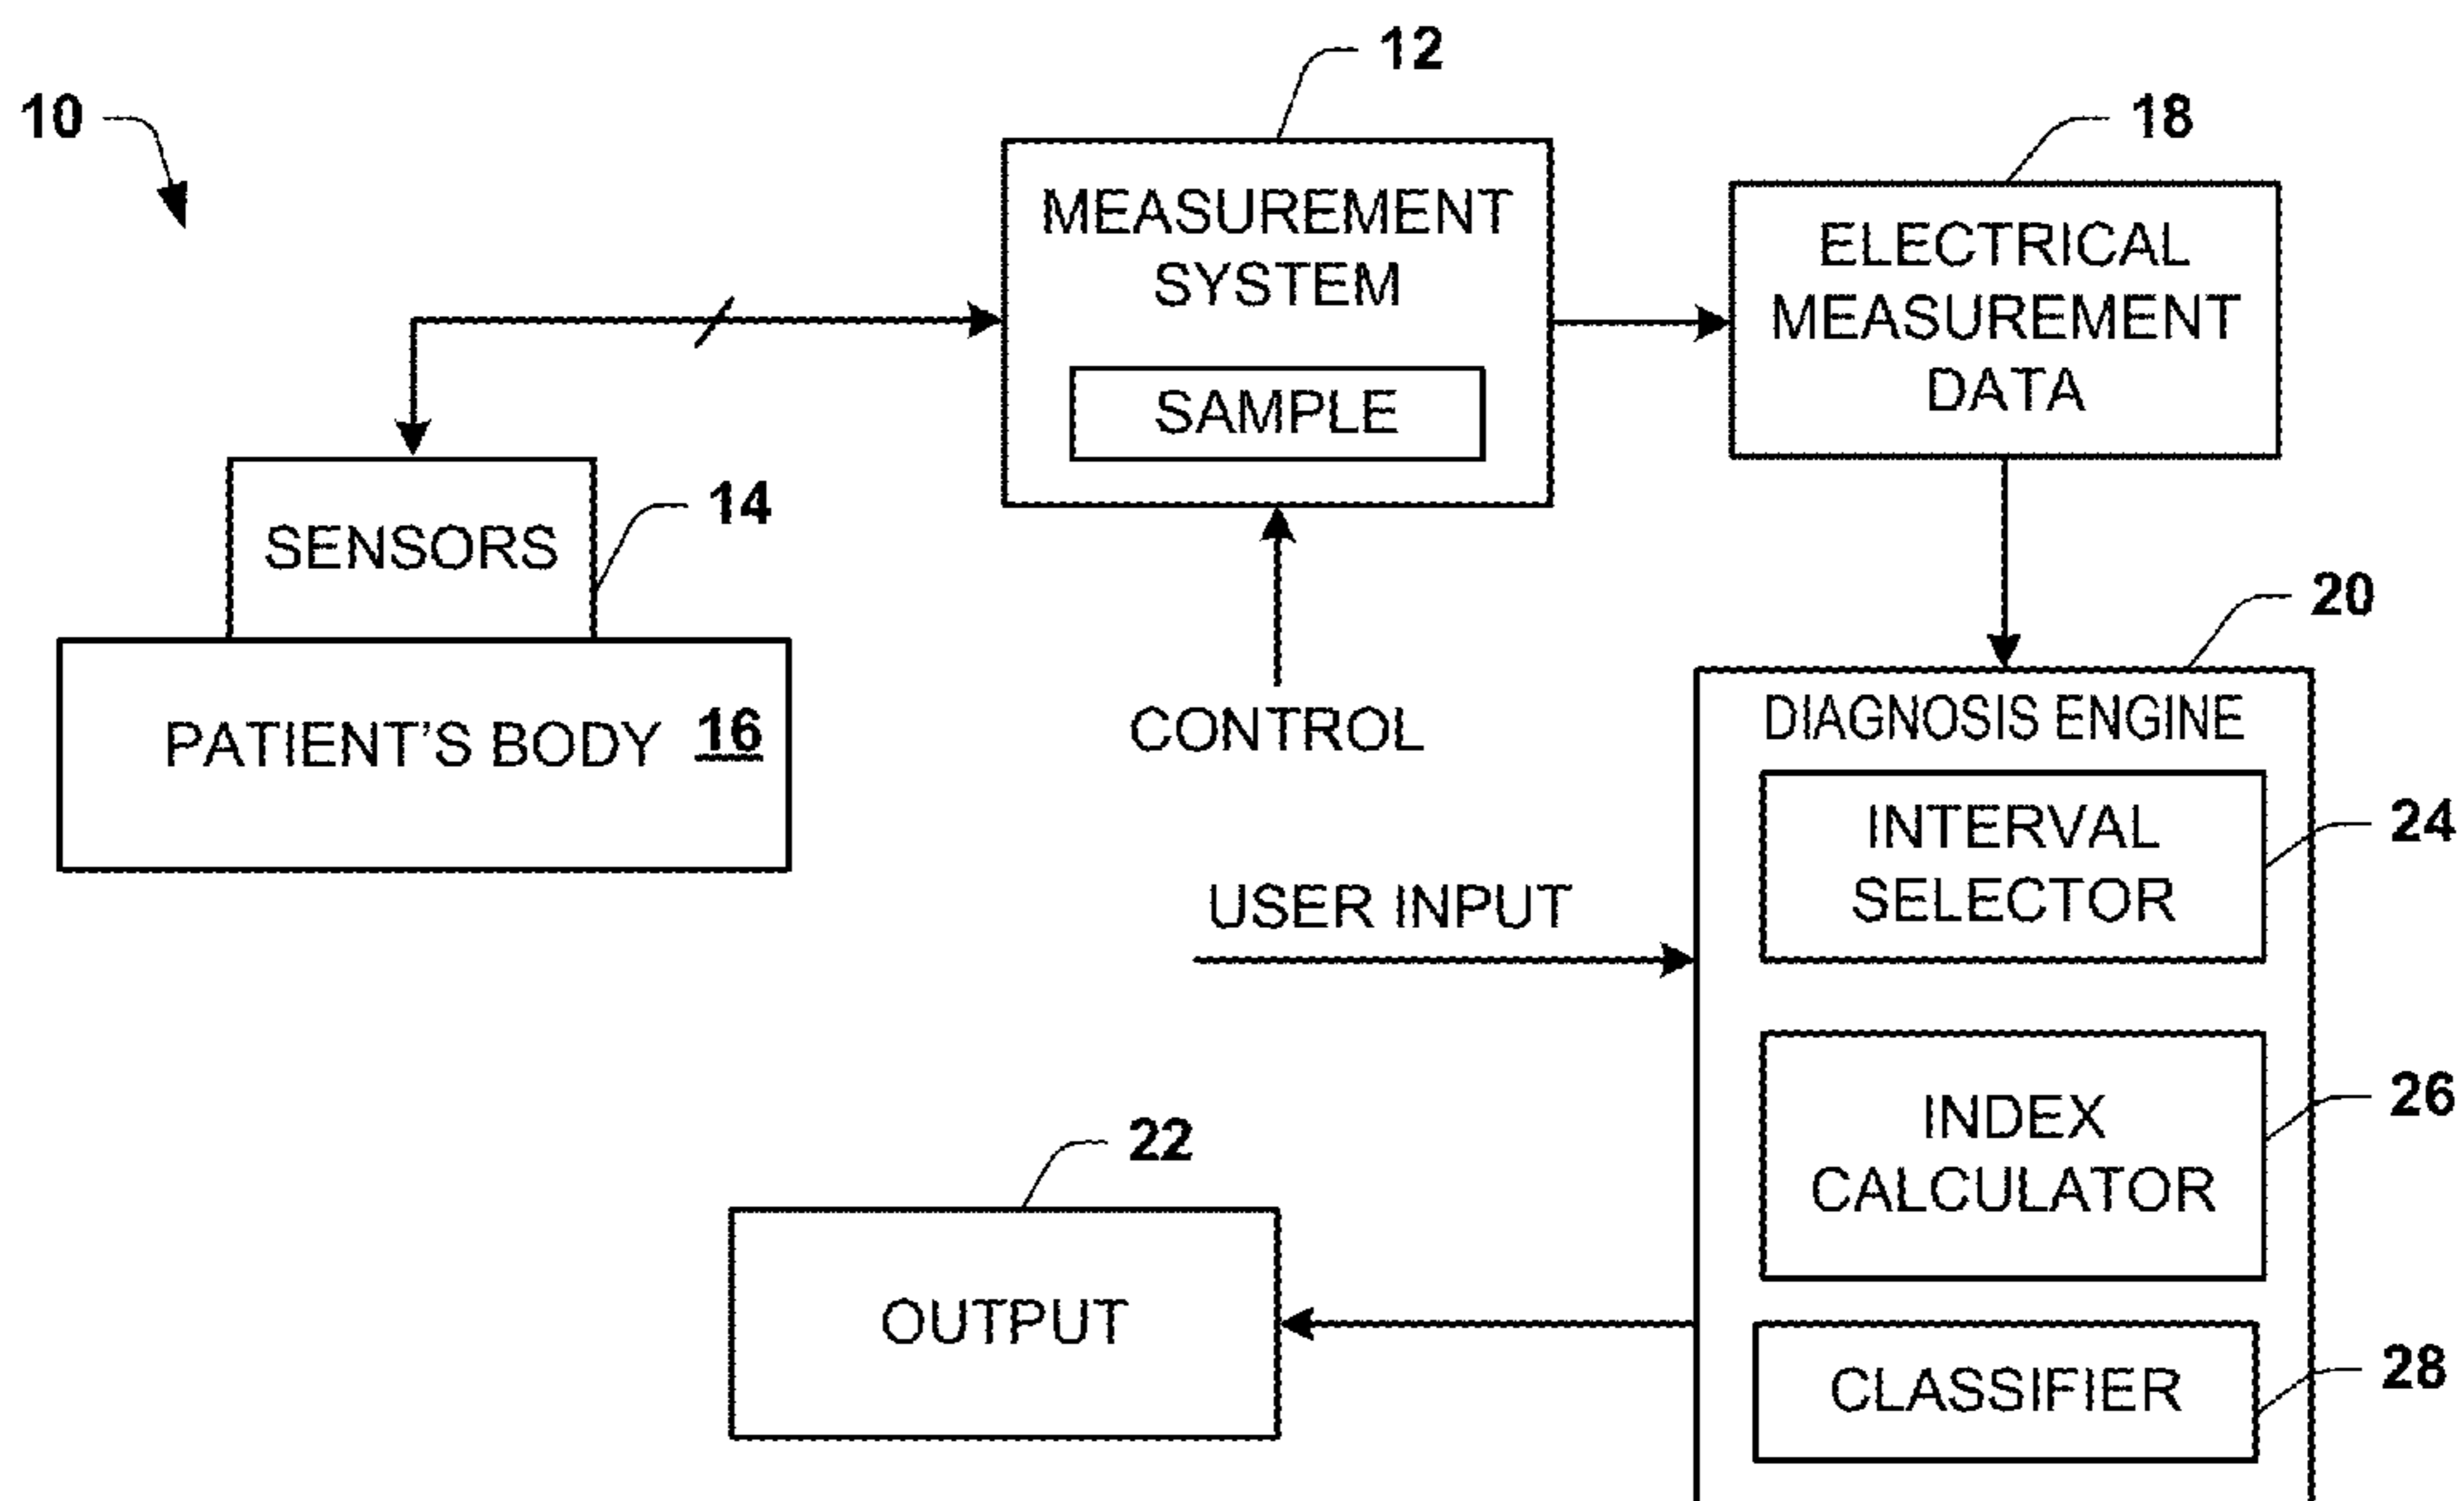 10
12
18
MEASUREMENT
SYSTEM
SAMPLE
ELECTRICAL
MEASUREMENT
DATA
SENSORS
14
PATIENT'S BODY 16
CONTROL
20
DIAGNOSIS ENGINE
INTERVAL
SELECTOR
24
USER INPUT
INDEX
CALCULATOR
26
22
OUTPUT
CLASSIFIER
28